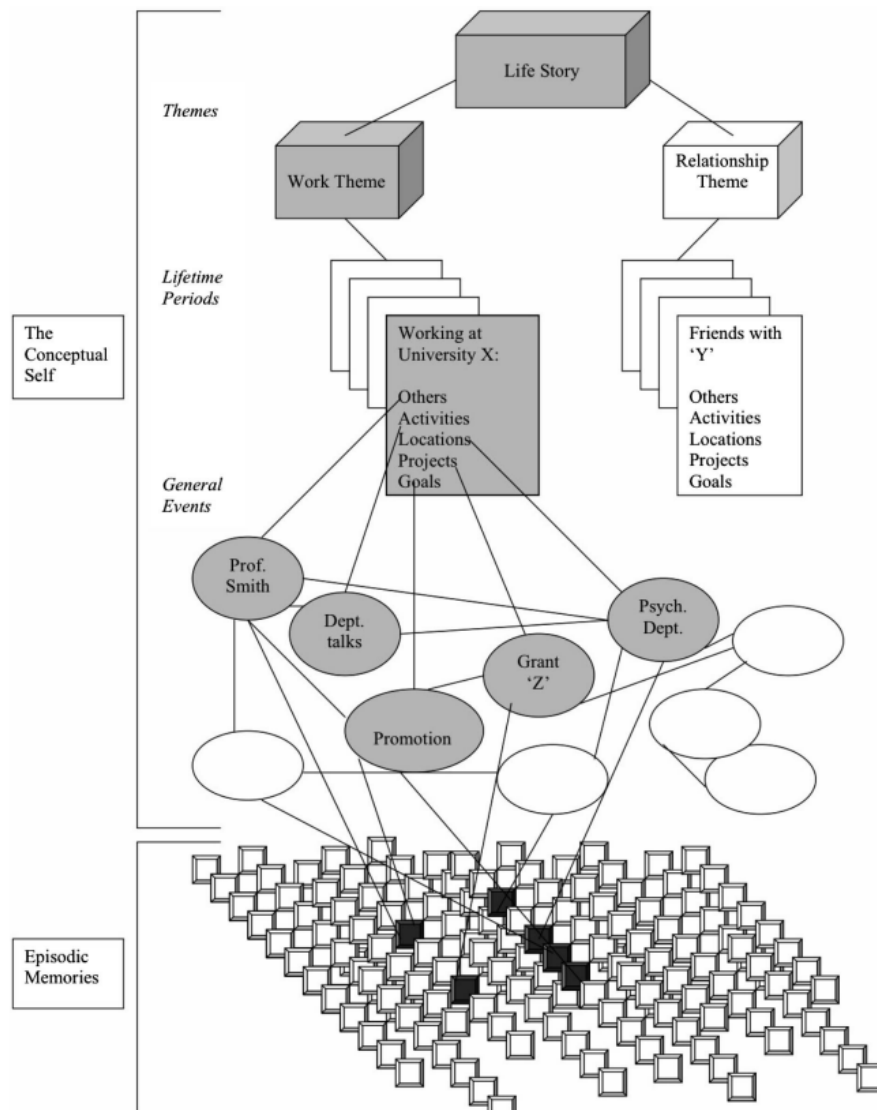 Life Story
Themes
Work Theme
Relationship
Theme
Lifetime
Periods
The
Conceptual
Self
Working at
University X:
Others
Activities
Locations
Projects
Goals
Friends with
‘Y’
Others
Activities
Locations
Projects
Goals
General
Events
Prof.
Smith
Dept.
talks
Psych.
Dept.
Grant
‘Z’
Promotion
Episodic
Memories